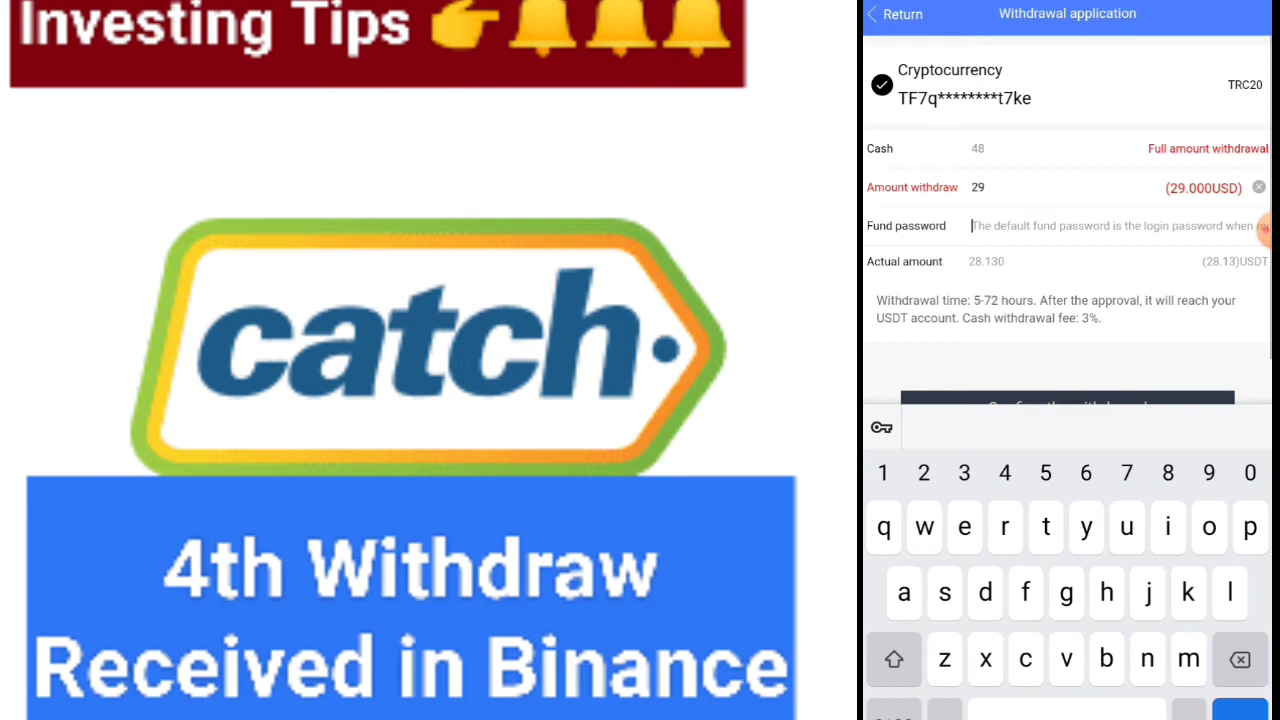 Investing Tips 👉🔔🔔🔔
catch
4th Withdraw
Received in Binance
Return
Withdrawal application
Cryptocurrency
TF7q********t7ke
TRC20
Cash 48 Full amount withdrawal
Amount withdraw 29 (29.000USD)
Fund password The default fund password is the login password when
Actual amount 28.130 (28.13)USDT
Withdrawal time: 5-72 hours. After the approval, it will reach your
USDT account. Cash withdrawal fee: 3%.
1 2 3 4 5 6 7 8 9 0
q w e r t y u i o p
a s d f g h j k l
z x c v b n m